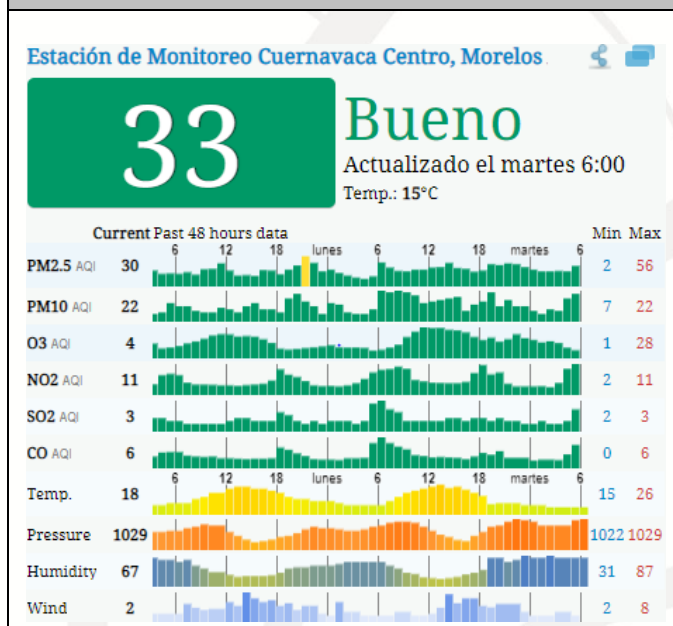 Estación de Monitoreo Cuernavaca Centro, Morelos.
33
Bueno
Actualizado el martes 6:00
Temp.: 15°C
Current Past 48 hours data Min Max
6 12 18 lunes 6 12 18 martes 6
PM2.5 AQI 30 2 56
PM10 AQI 22 7 22
O3 AQI 4 1 28
NO2 AQI 11 2 11
SO2 AQI 3 2 3
CO AQI 6 0 6
6 12 18 lunes 6 12 18 martes 6
Temp. 18 15 26
Pressure 1029 1022 1029
Humidity 67 31 87
Wind 2 2 8